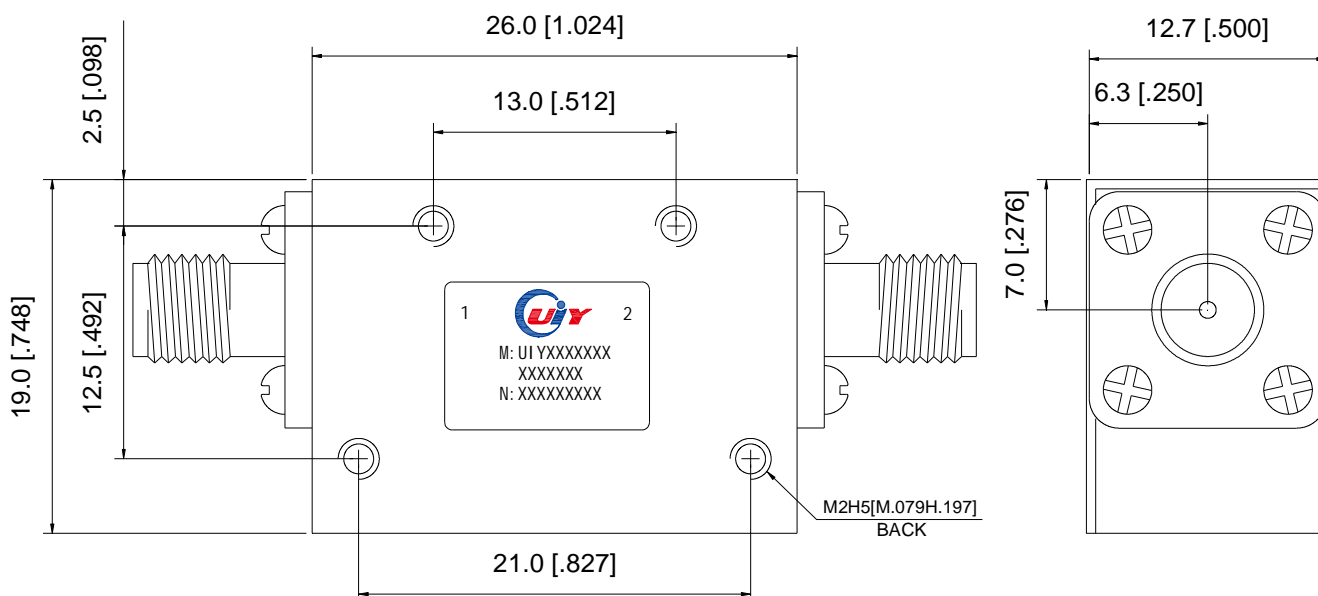 26.0 [1.024]
12.7 [.500]
2.5 [.098]
13.0 [.512]
6.3 [.250]
7.0 [.276]
19.0 [.748]
12.5 [.492]
1
UiY
2
M: UIYXXXXXXX
XXXXXXX
N: XXXXXXXXX
M2H5[M.079H.197]
BACK
21.0 [.827]